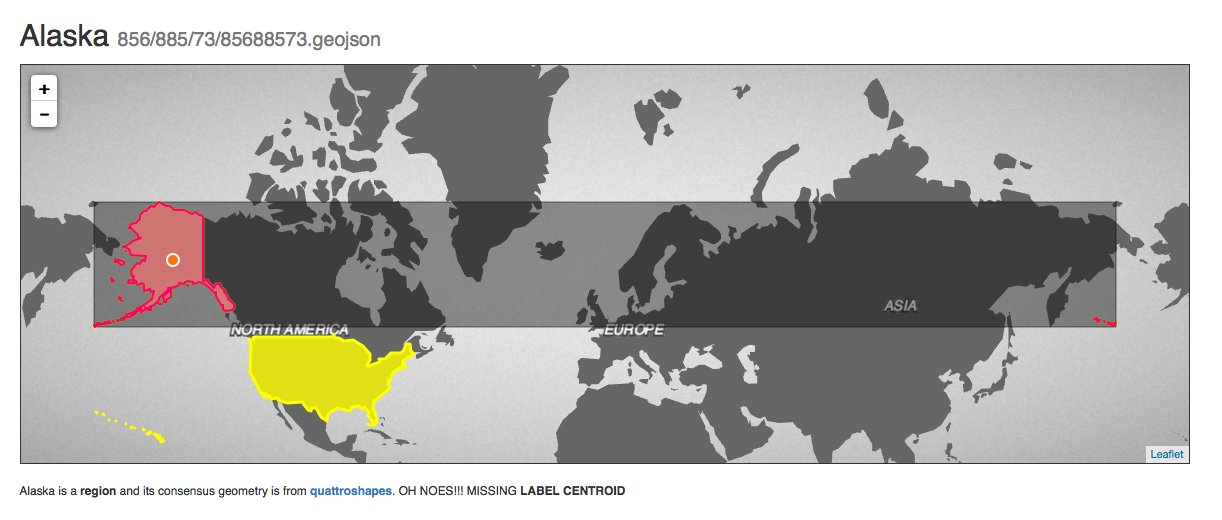 Alaska 856/885/73/85688573.geojson
+
−
ASIA
NORTH AMERICA
EUROPE
Leaflet
Alaska is a region and its consensus geometry is from quattroshapes. OH NOES!!! MISSING LABEL CENTROID